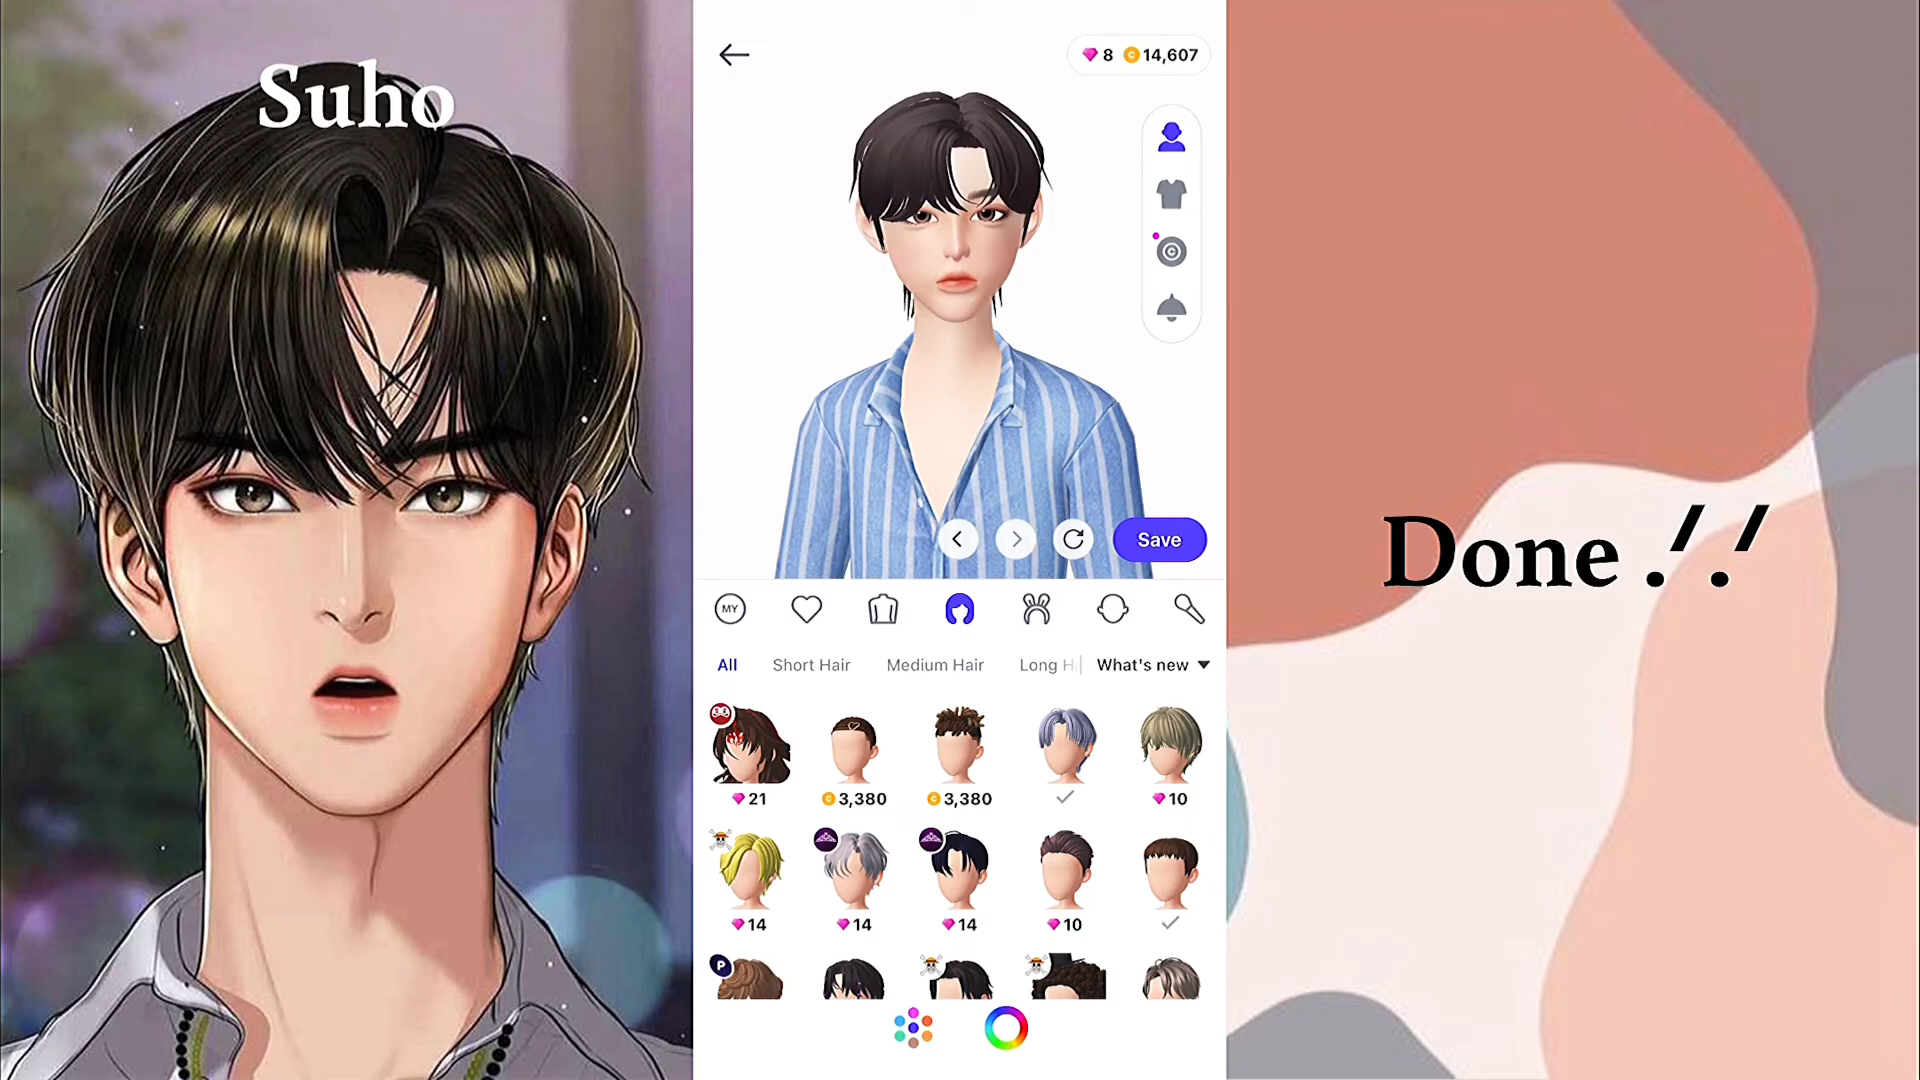 Suho
8 14,607
Save
MY
All Short Hair Medium Hair Long H What's new
21 3,380 3,380 10
14 14 14 10
P
Done !!